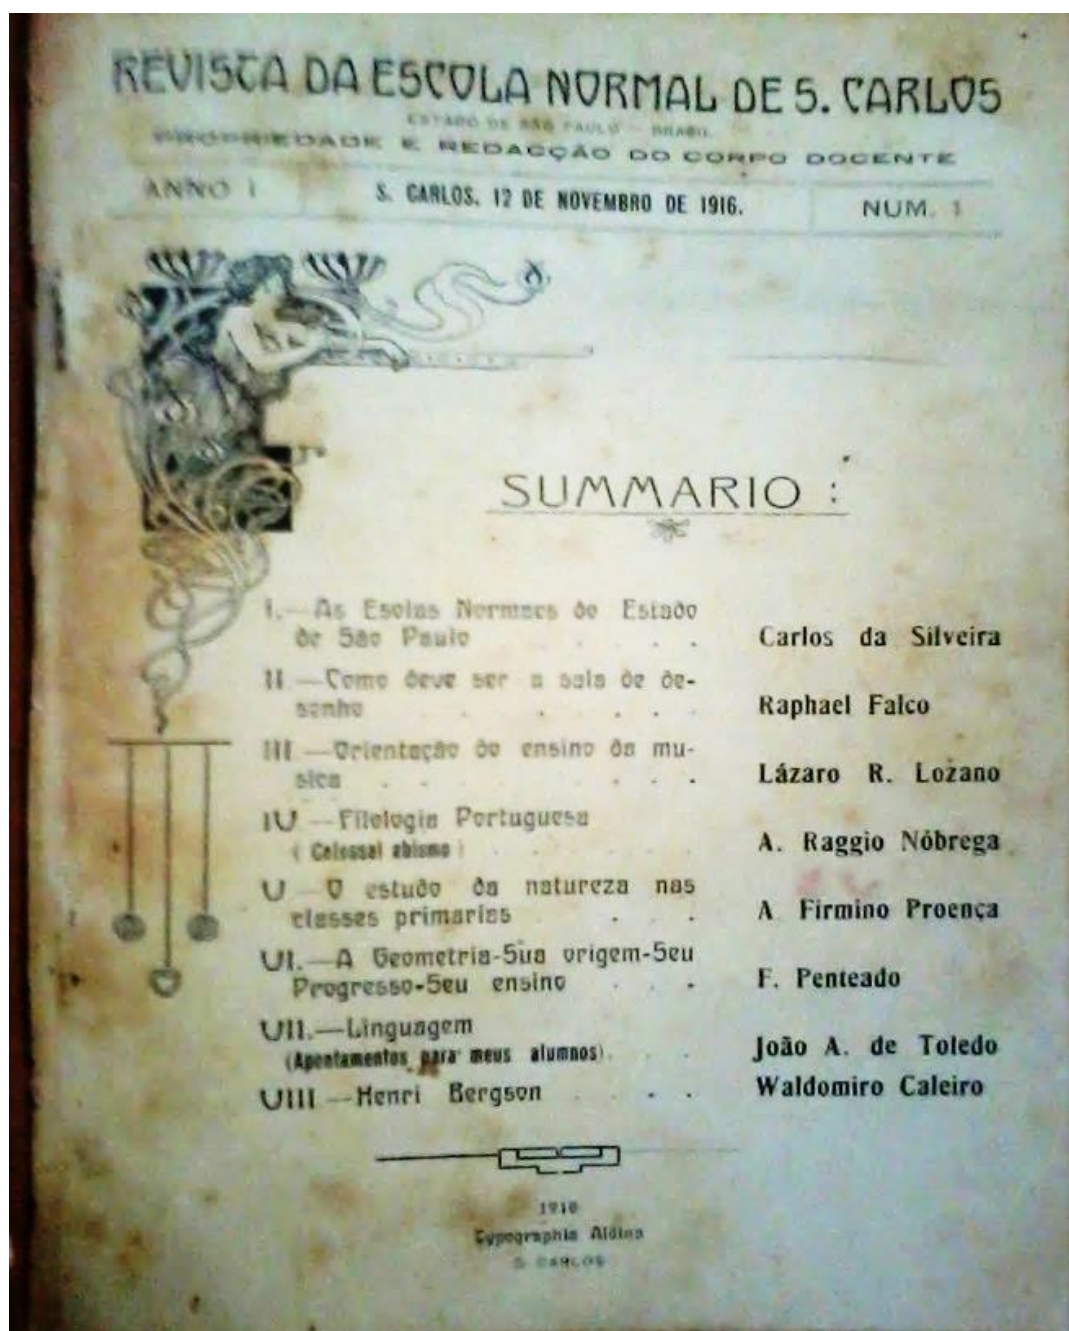 REVISTA DA ESCOLA NORMAL DE S. CARLOS
ESTADO DE SÃO PAULO — BRASIL
PROPRIEDADE E REDACÇÃO DO CORPO DOCENTE
ANNO I S. CARLOS, 12 DE NOVEMBRO DE 1916. NUM. 1
SUMMARIO :
I.—As Esolas Normaes do Estado
de São Paulo . . . Carlos da Silveira
II.—Como deve ser a sala de de-
senho . . . . . Raphael Falco
III.—Orientação do ensino da mu-
sica . . . . . . Lázaro R. Lozano
IV—Filologia Portuguesa
( Colossal abismo ) . . . . A. Raggio Nóbrega
V—O estudo da natureza nas
classes primarias . . . A Firmino Proença
VI.—A Geometria-Sua origem-Seu
Progresso-Seu ensino . . . F. Penteado
VII.—Linguagem
(Apontamentos para meus alumnos). . . João A. de Toledo
VIII—Henri Bergson . . . . Waldomiro Caleiro
Typographia Aldina
S. CARLOS